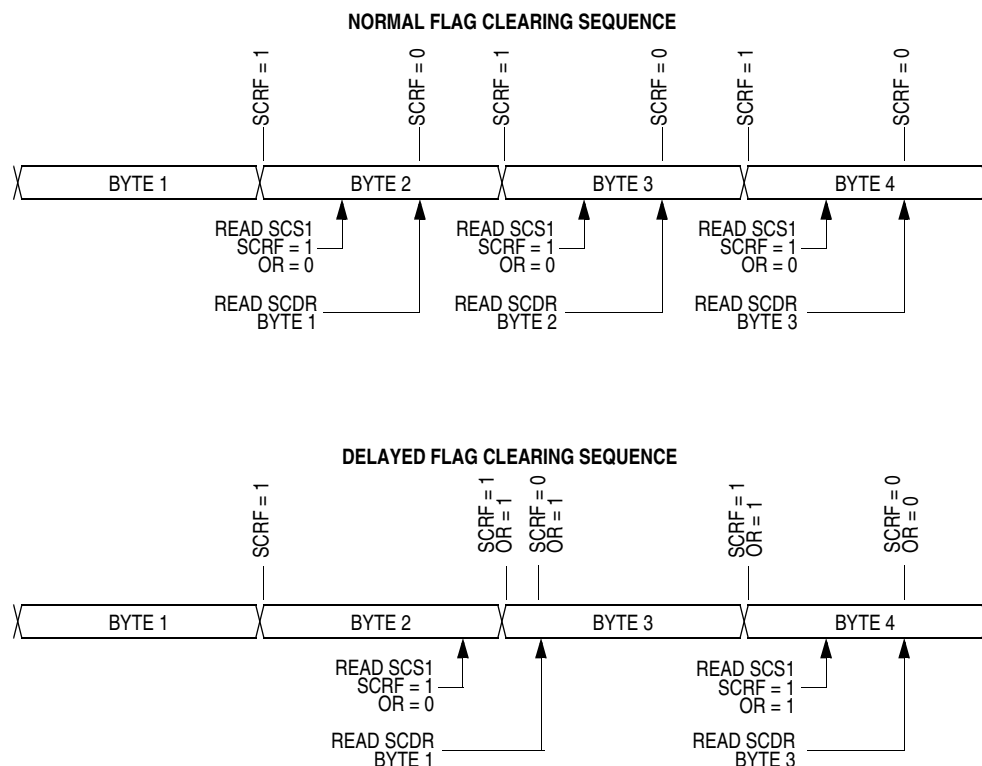 NORMAL FLAG CLEARING SEQUENCE
SCRF = 1
SCRF = 0
SCRF = 1
SCRF = 0
SCRF = 1
SCRF = 0
BYTE 1
BYTE 2
BYTE 3
BYTE 4
READ SCS1
SCRF = 1
OR = 0
READ SCS1
SCRF = 1
OR = 0
READ SCS1
SCRF = 1
OR = 0
READ SCDR
BYTE 1
READ SCDR
BYTE 2
READ SCDR
BYTE 3
DELAYED FLAG CLEARING SEQUENCE
SCRF = 1
SCRF = 1
OR = 1
SCRF = 0
OR = 1
SCRF = 1
OR = 1
SCRF = 0
OR = 0
BYTE 1
BYTE 2
BYTE 3
BYTE 4
READ SCS1
SCRF = 1
OR = 0
READ SCS1
SCRF = 1
OR = 1
READ SCDR
BYTE 1
READ SCDR
BYTE 3